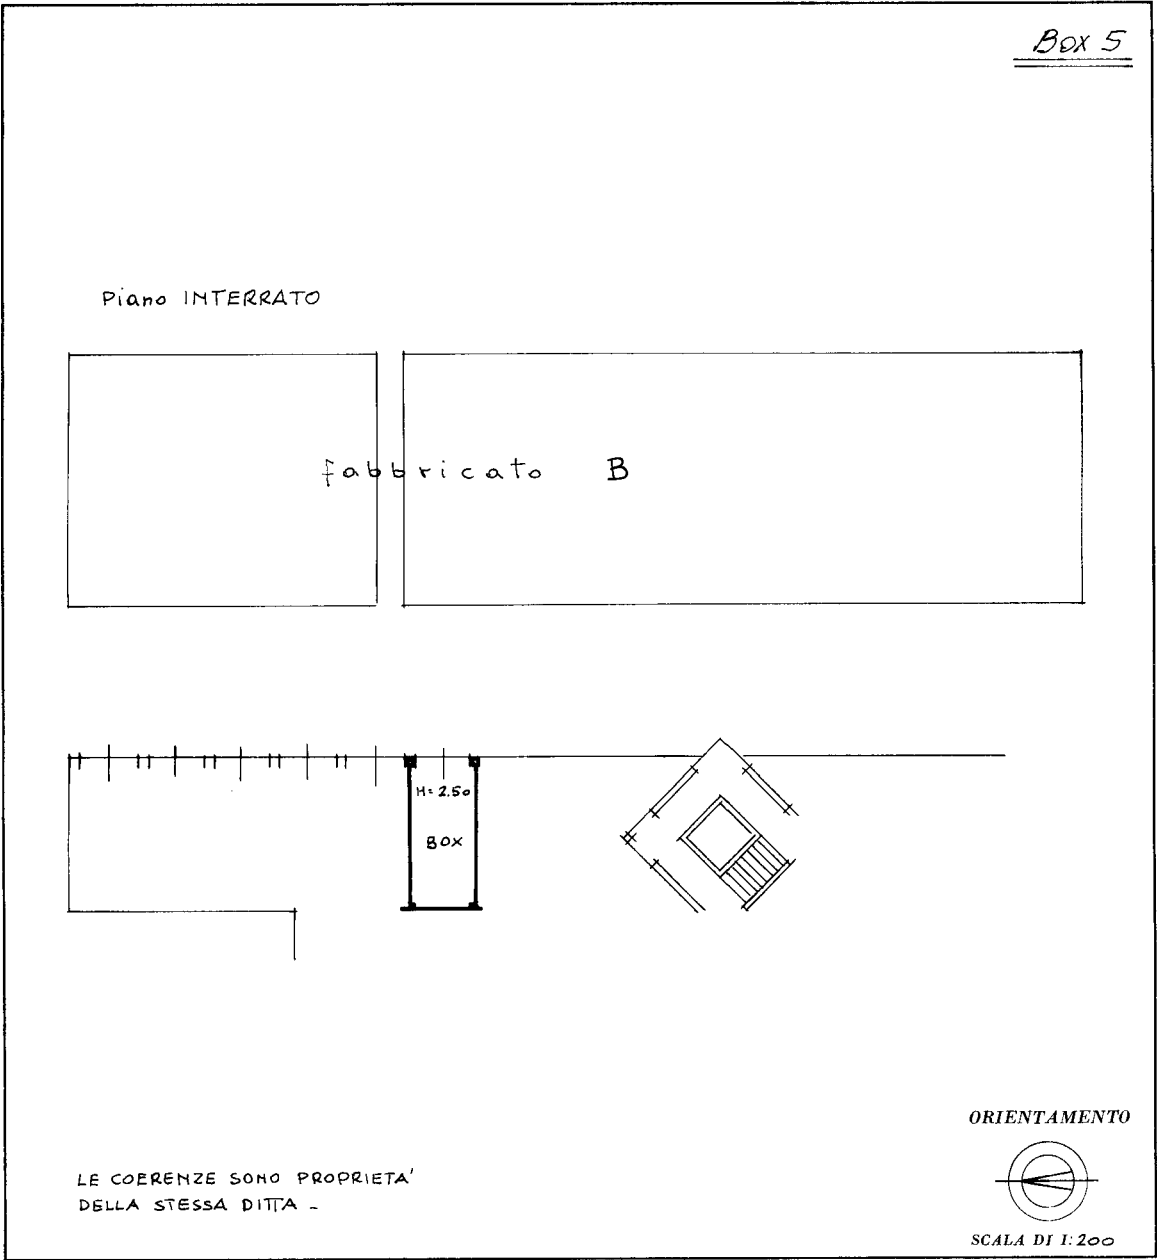 Box 5
Piano INTERRATO
fabbricato B
H=2.50
BOX
ORIENTAMENTO
LE COERENZE SONO PROPRIETA'
DELLA STESSA DITTA -
SCALA DI 1:200